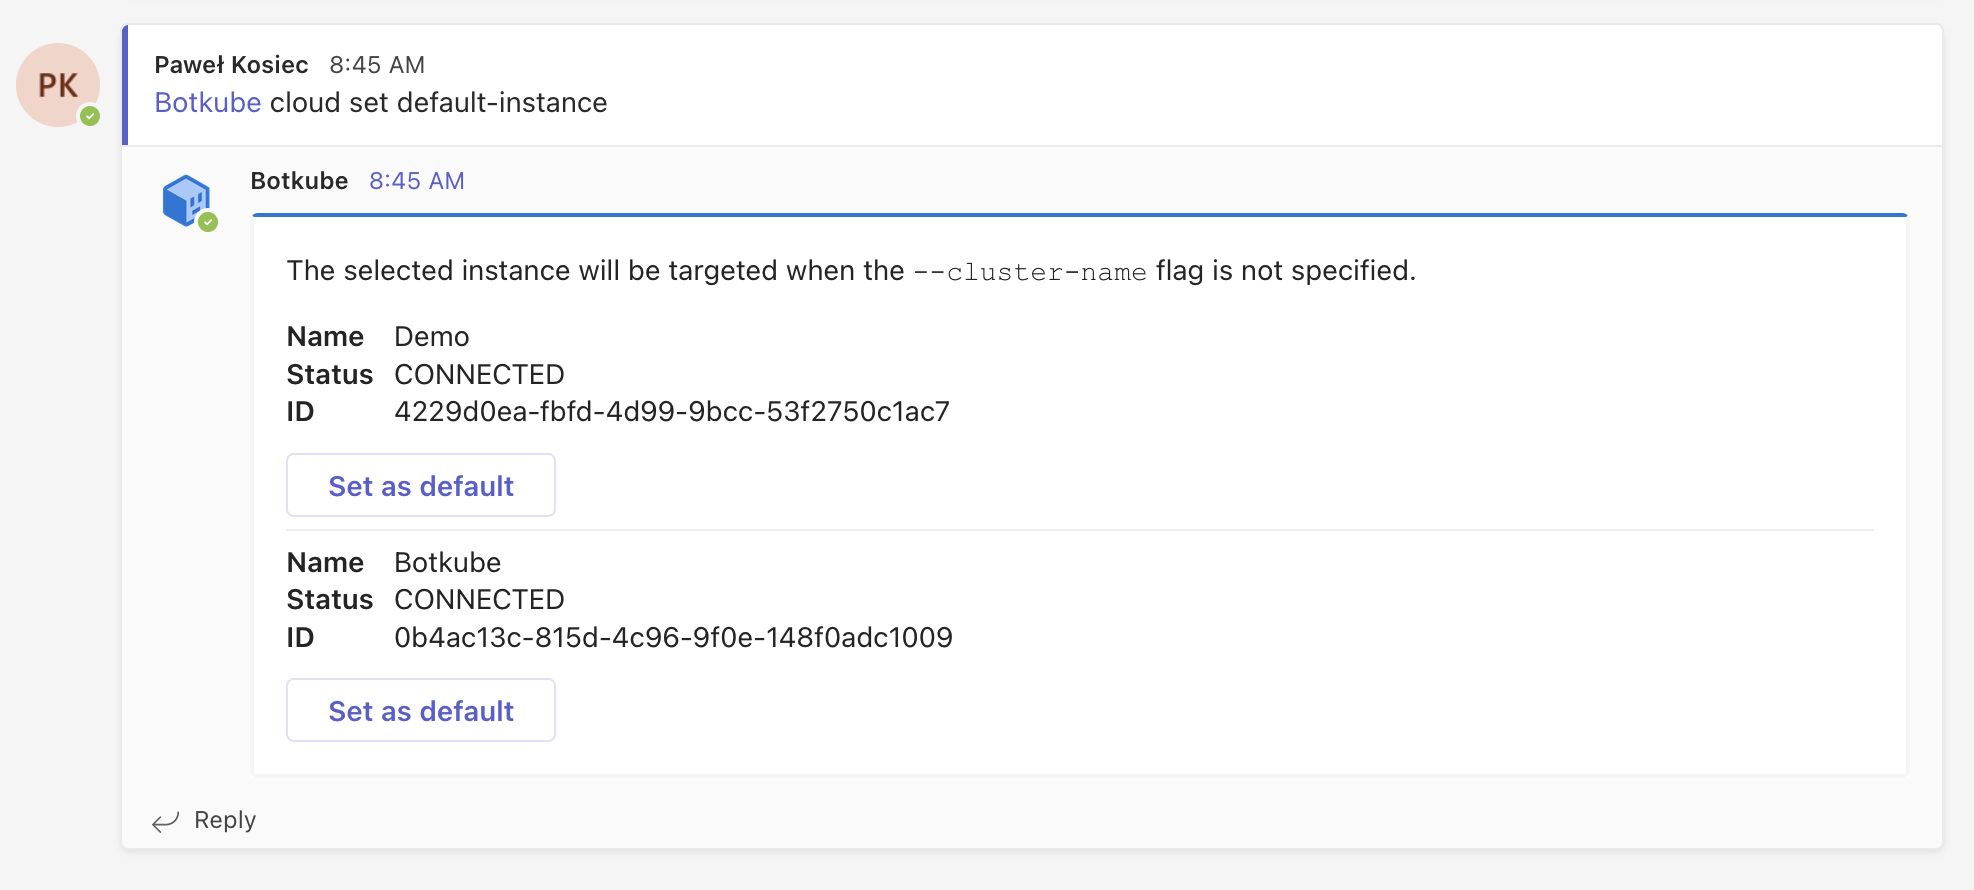 PK
Paweł Kosiec 8:45 AM
Botkube cloud set default-instance
Botkube 8:45 AM
The selected instance will be targeted when the --cluster-name flag is not specified.
Name Demo
Status CONNECTED
ID 4229d0ea-fbfd-4d99-9bcc-53f2750c1ac7
Set as default
Name Botkube
Status CONNECTED
ID 0b4ac13c-815d-4c96-9f0e-148f0adc1009
Set as default
Reply